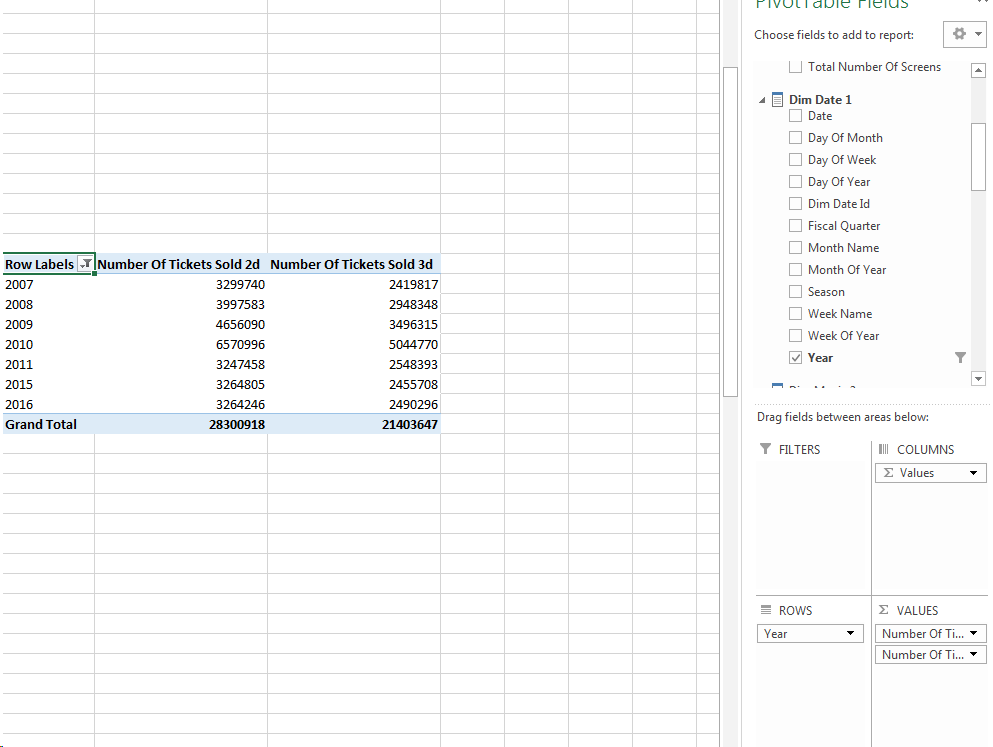 PivotTable Fields
Choose fields to add to report:
Total Number Of Screens
Dim Date 1
Date
Day Of Month
Day Of Week
Day Of Year
Dim Date Id
Fiscal Quarter
Month Name
Month Of Year
Season
Week Name
Week Of Year
Year
Drag fields between areas below:
FILTERS
COLUMNS
Σ Values
ROWS
Σ VALUES
Year
Number Of Ti...
Number Of Ti...
Row Labels Number Of Tickets Sold 2d Number Of Tickets Sold 3d
2007 3299740 2419817
2008 3997583 2948348
2009 4656090 3496315
2010 6570996 5044770
2011 3247458 2548393
2015 3264805 2455708
2016 3264246 2490296
Grand Total 28300918 21403647